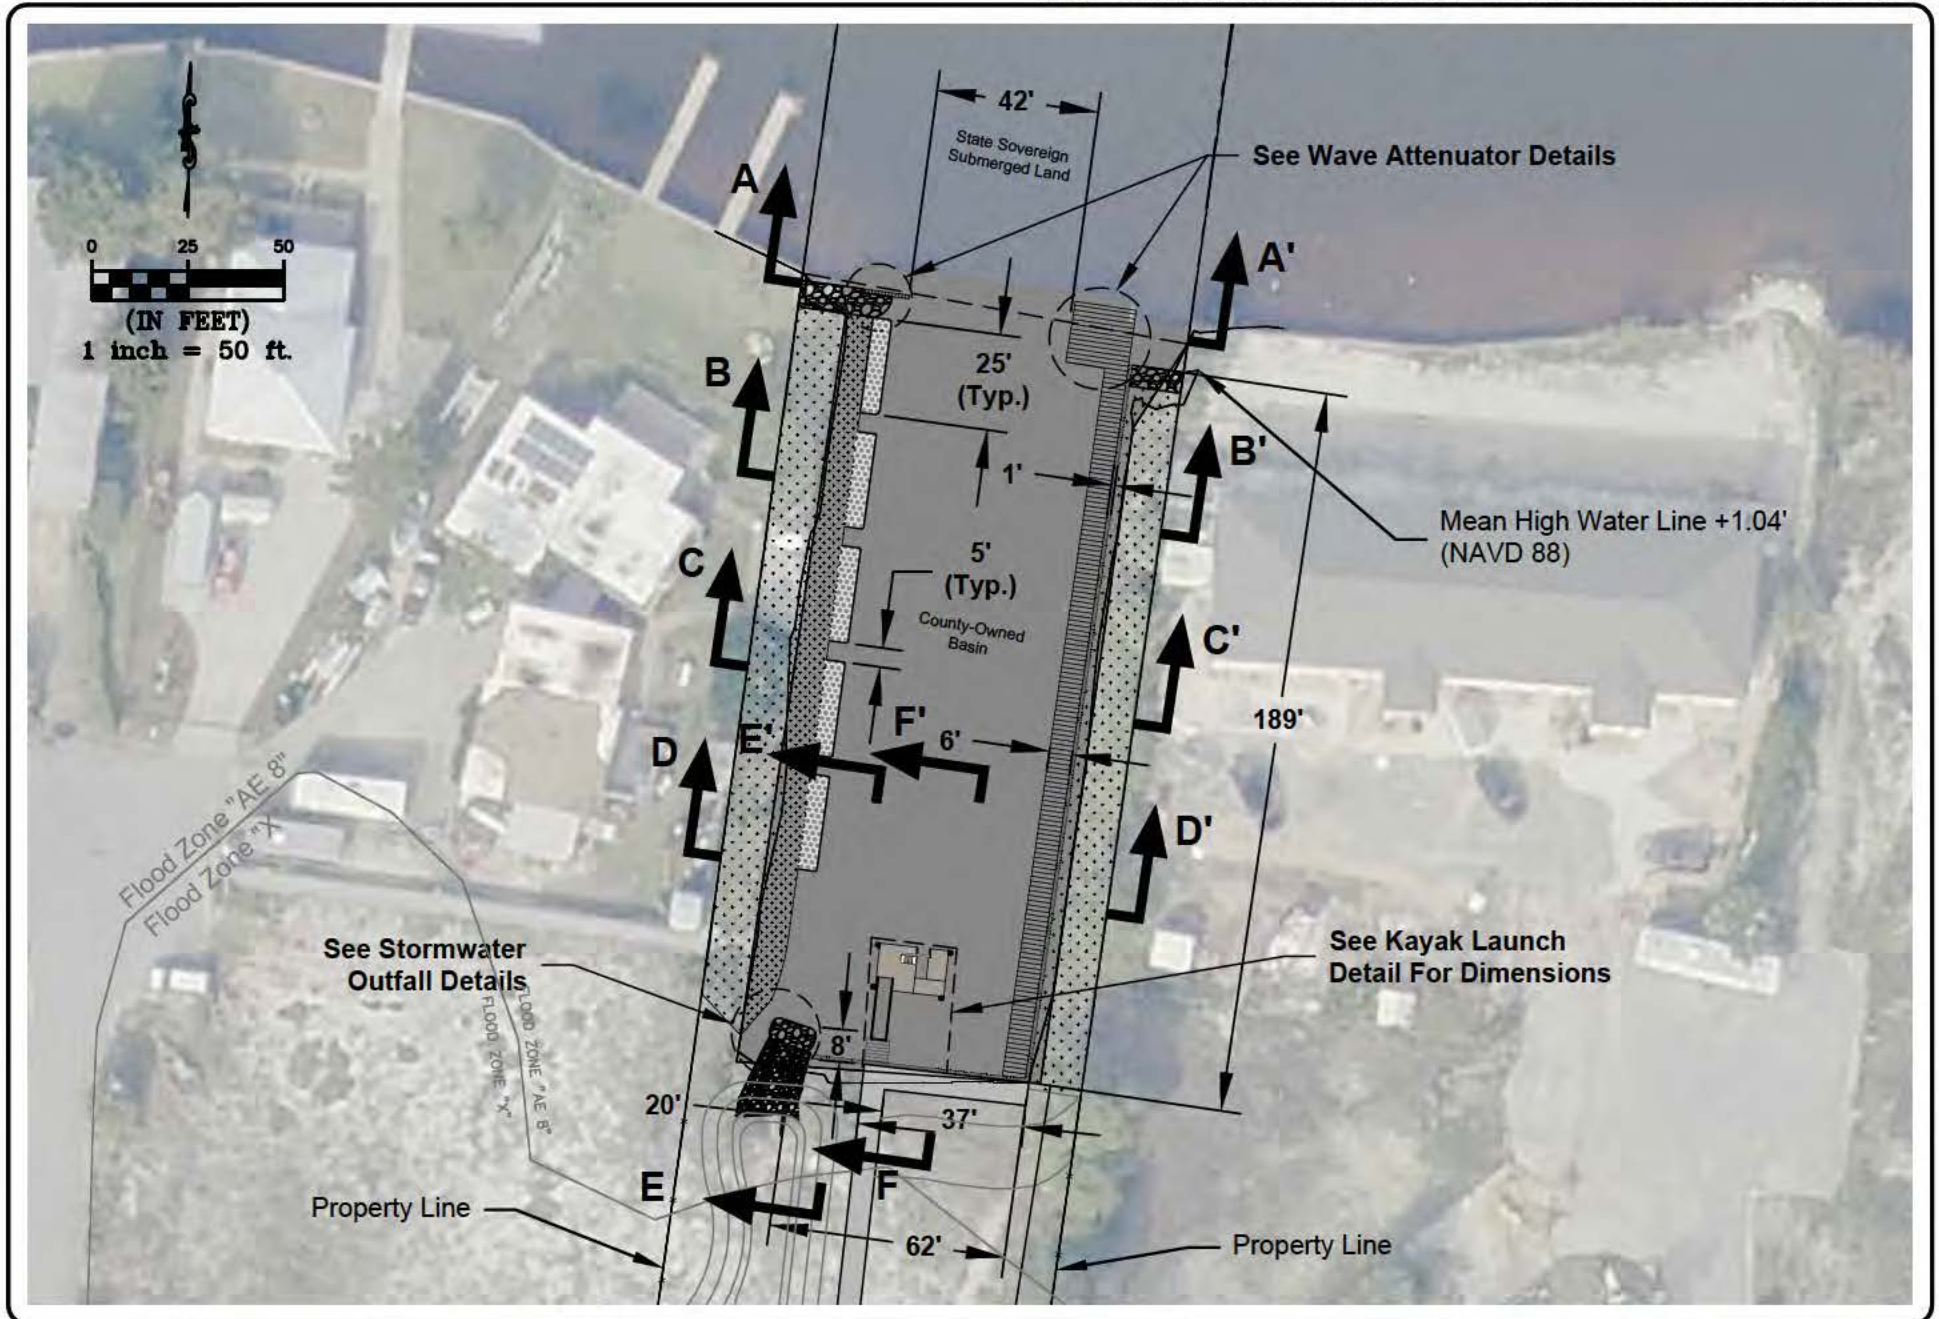 42'
State Sovereign
Submerged Land
See Wave Attenuator Details
A
A'
0 25 50
(IN FEET)
1 inch = 50 ft.
25'
(Typ.)
B
B'
1'
Mean High Water Line +1.04'
(NAVD 88)
5'
(Typ.)
C
County-Owned
Basin
C'
189'
D
E'
F'
6'
D'
Flood Zone "AE 8"
Flood Zone "X"
See Stormwater
Outfall Details
See Kayak Launch
Detail For Dimensions
FLOOD ZONE "AE 8"
FLOOD ZONE "X"
8'
20'
37'
E
F
Property Line
62'
Property Line